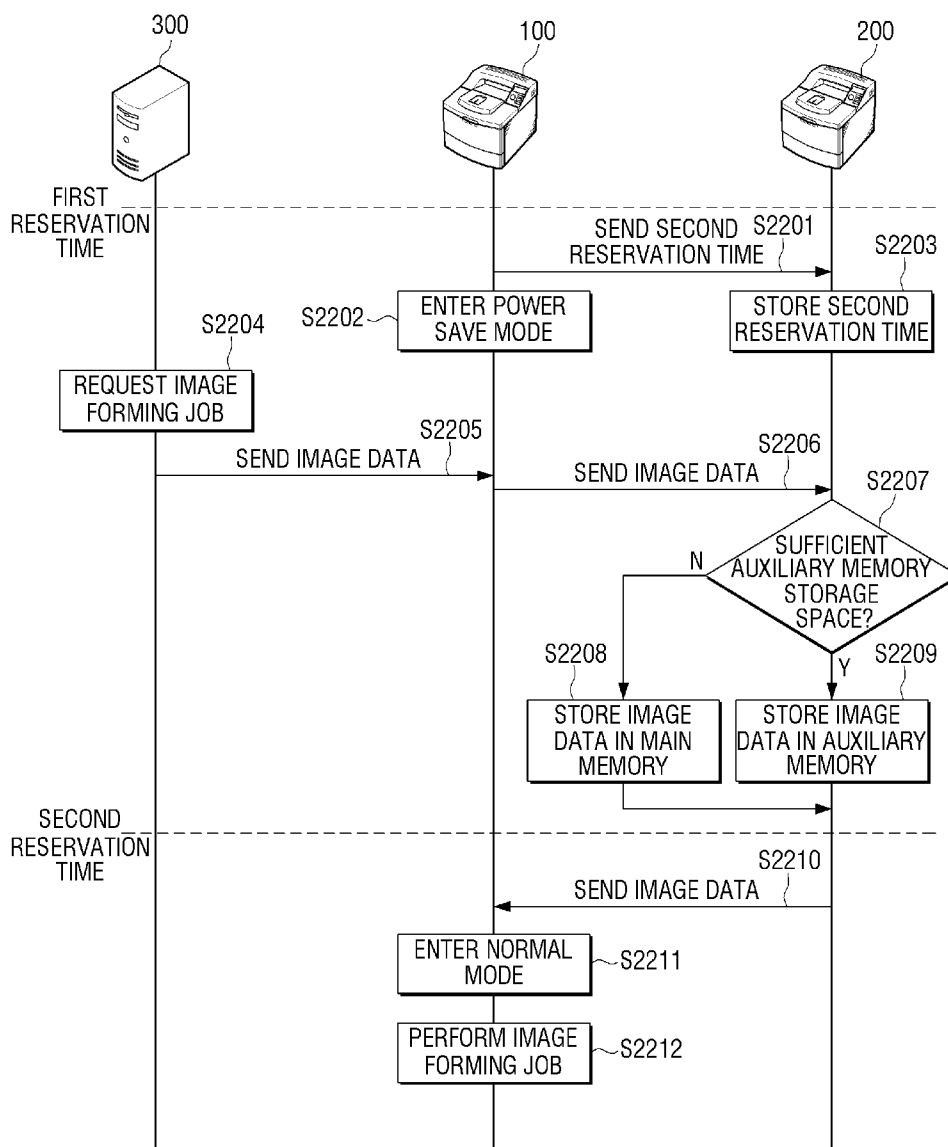 300
100
200
FIRST
RESERVATION
TIME
SEND SECOND
RESERVATION TIME
S2201
S2203
S2202
ENTER POWER
SAVE MODE
STORE SECOND
RESERVATION TIME
S2204
REQUEST IMAGE
FORMING JOB
S2205
SEND IMAGE DATA
S2206
SEND IMAGE DATA
S2207
SUFFICIENT
AUXILIARY MEMORY
STORAGE
SPACE?
N
Y
S2208
S2209
STORE IMAGE
DATA IN MAIN
MEMORY
STORE IMAGE
DATA IN AUXILIARY
MEMORY
SECOND
RESERVATION
TIME
S2210
SEND IMAGE DATA
ENTER NORMAL
MODE
S2211
PERFORM IMAGE
FORMING JOB
S2212